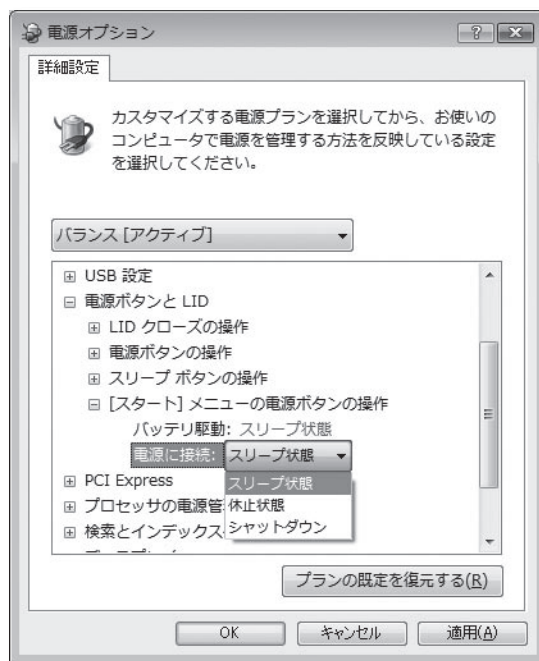 電源オプション
詳細設定
カスタマイズする電源プランを選択してから、お使いの
コンピュータで電源を管理する方法を反映している設定
を選択してください。
バランス [アクティブ]
USB 設定
電源ボタンと LID
LID クローズの操作
電源ボタンの操作
スリープ ボタンの操作
[スタート] メニューの電源ボタンの操作
バッテリ駆動: スリープ状態
電源に接続: スリープ状態
スリープ状態
休止状態
シャットダウン
PCI Express
プロセッサの電源管
検索とインデックス
プランの既定を復元する(R)
OK
キャンセル
適用(A)